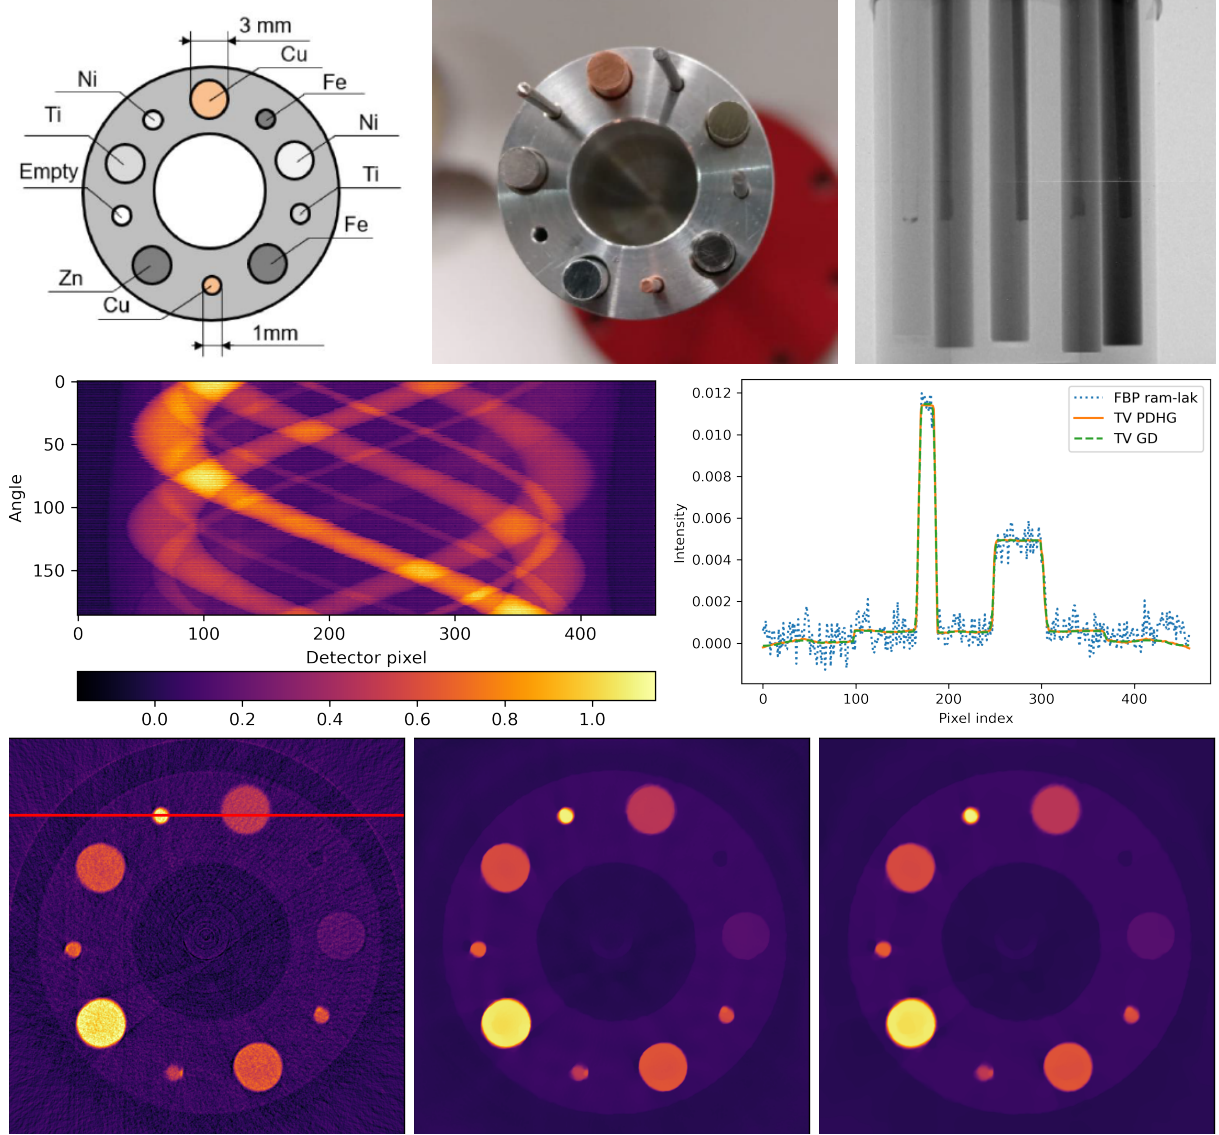 3 mm
Cu
Ni
Fe
Ti
Ni
Empty
Ti
Fe
Zn
Cu
1mm
0
50
100
150
Angle
0 100 200 300 400
Detector pixel
0.0 0.2 0.4 0.6 0.8 1.0
0.012
0.010
0.008
0.006
0.004
0.002
0.000
Intensity
FBP ram-lak
TV PDHG
TV GD
0 100 200 300 400
Pixel index